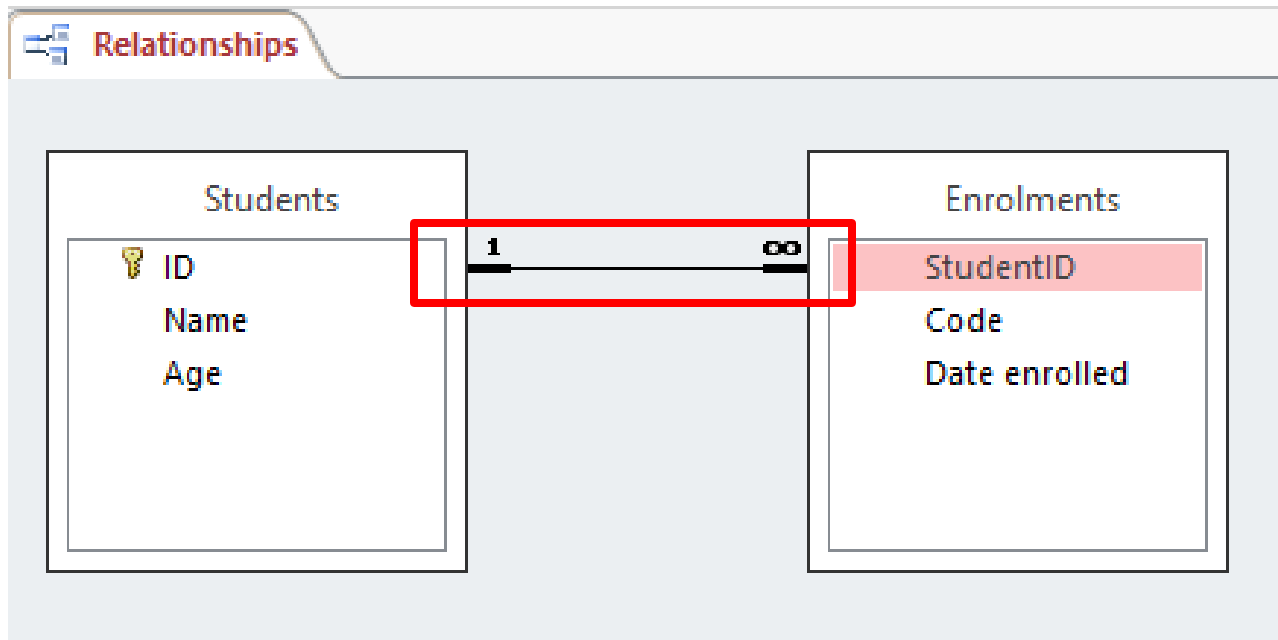 Relationships
Students
ID
Name
Age
1 ∞
Enrolments
StudentID
Code
Date enrolled